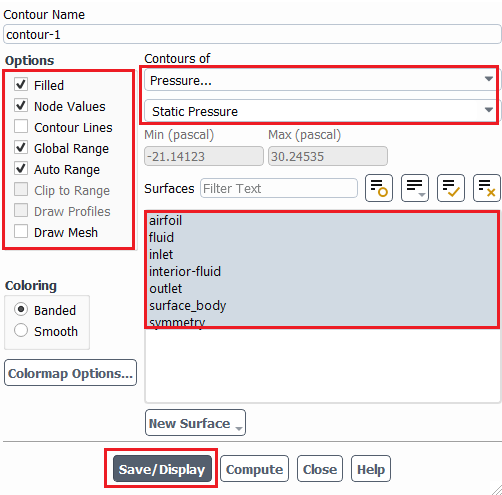 Contour Name
contour-1
Options
Filled
Node Values
Contour Lines
Global Range
Auto Range
Clip to Range
Draw Profiles
Draw Mesh
Coloring
Banded
Smooth
Colormap Options...
Contours of
Pressure...
Static Pressure
Min (pascal) Max (pascal)
-21.14123 30.24535
Surfaces Filter Text
airfoil
fluid
inlet
interior-fluid
outlet
surface_body
symmetry
New Surface
Save/Display Compute Close Help